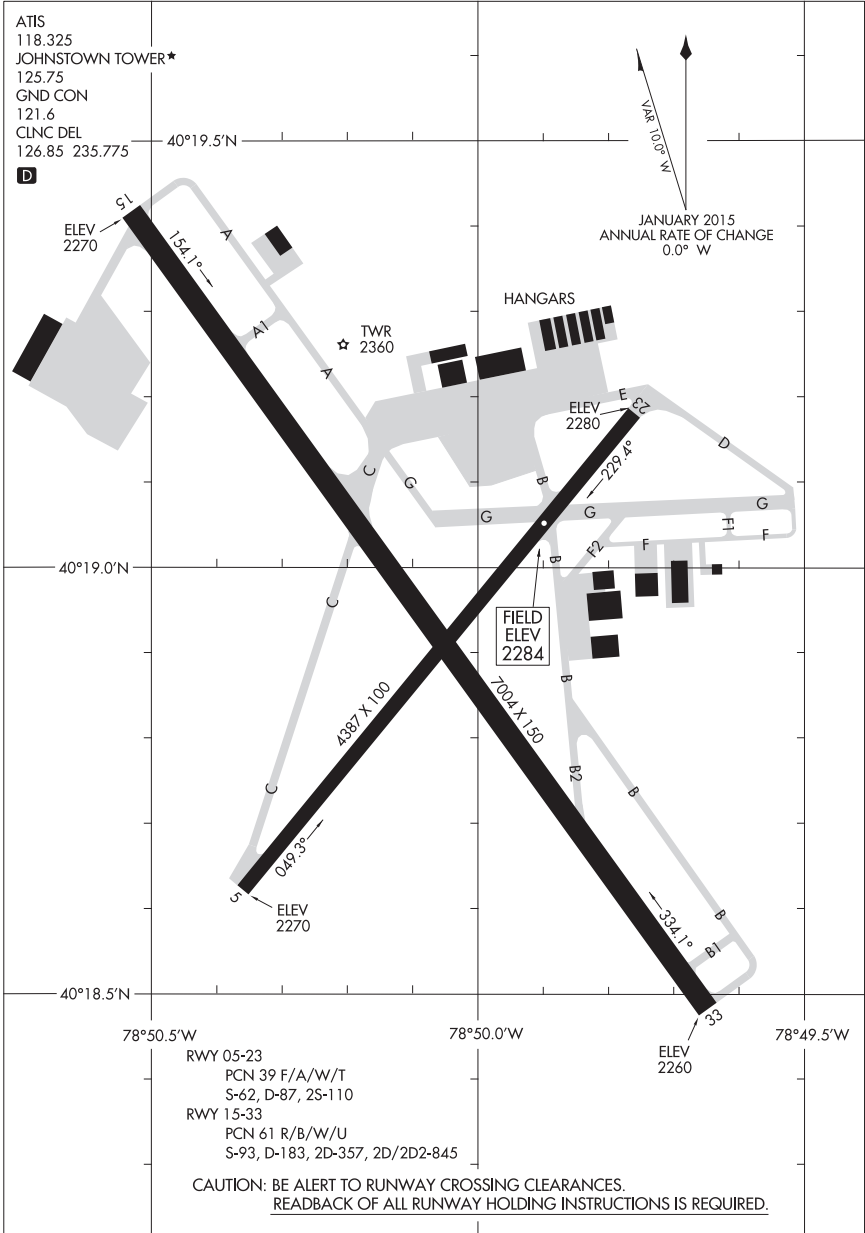 ATIS
118.325
JOHNSTOWN TOWER★
125.75
GND CON
121.6
CLNC DEL
126.85 235.775
D
40°19.5'N
VAR 10.0° W
JANUARY 2015
ANNUAL RATE OF CHANGE
0.0° W
15
ELEV
2270
154.1°
A
A1
A
TWR
2360
HANGARS
ELEV
2280
E
23
229.4°
D
C
G
B
G
G
G
F1
F
F2
F
B
40°19.0'N
C
FIELD
ELEV
2284
B
4387 X 100
7004 X 150
B2
B
C
049.3°
5
ELEV
2270
334.1°
B
B1
40°18.5'N
33
78°50.5'W
78°50.0'W
78°49.5'W
ELEV
2260
RWY 05-23
PCN 39 F/A/W/T
S-62, D-87, 2S-110
RWY 15-33
PCN 61 R/B/W/U
S-93, D-183, 2D-357, 2D/2D2-845
CAUTION: BE ALERT TO RUNWAY CROSSING CLEARANCES.
READBACK OF ALL RUNWAY HOLDING INSTRUCTIONS IS REQUIRED.